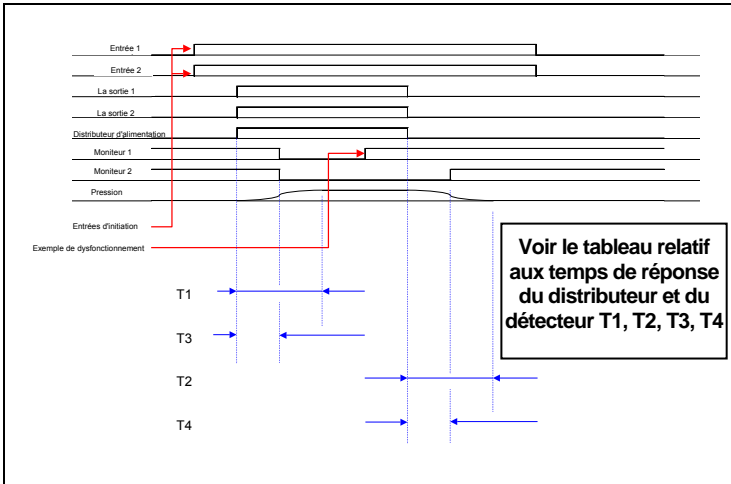 Entrée 1
Entrée 2
La sortie 1
La sortie 2
Distributeur d'alimentation
Moniteur 1
Moniteur 2
Pression
Entrées d'initiation
Exemple de dysfonctionnement
Voir le tableau relatif
aux temps de réponse
du distributeur et du
détecteur T1, T2, T3, T4
T1
T3
T2
T4